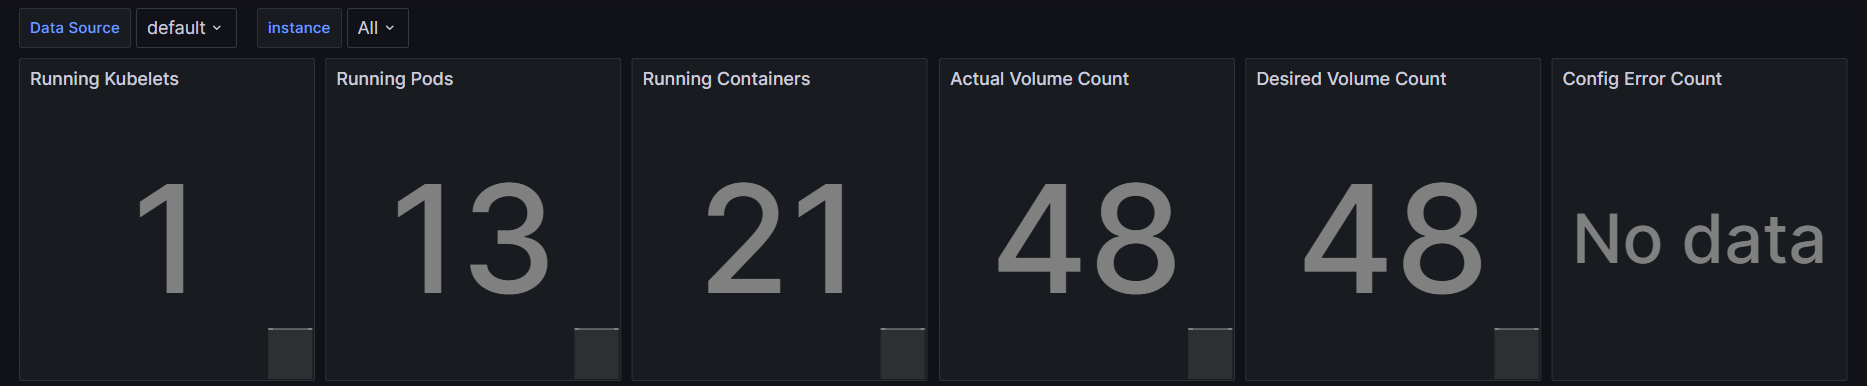 Data Source default instance All
Running Kubelets Running Pods Running Containers Actual Volume Count Desired Volume Count Config Error Count
1 13 21 48 48 No data